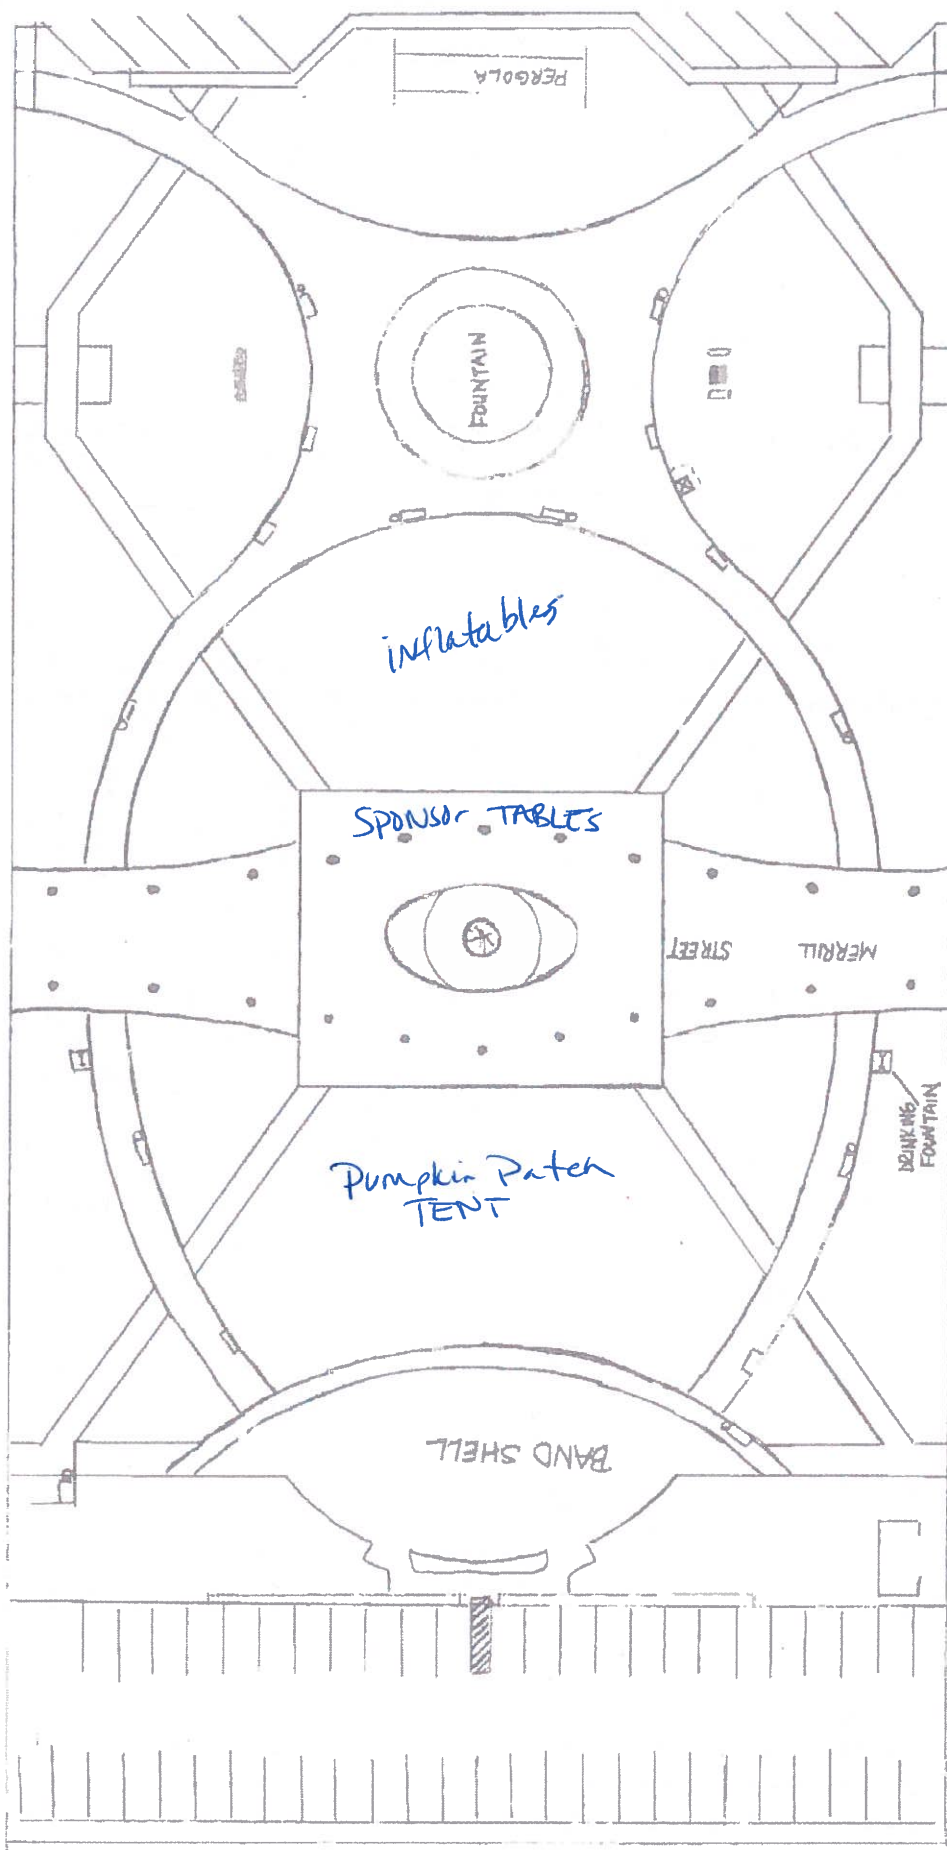 PERGOLA
FOUNTAIN
inflatables
SPONSOr TABLES
MERRILL STREET
DRINKING
FOUNTAIN
Pumpkin Patch
TENT
BAND SHELL